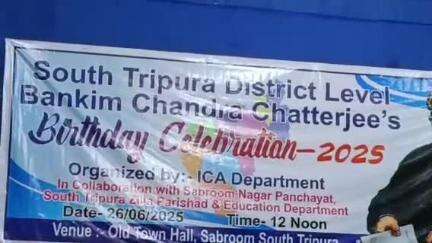 South Tripura District Level
Bankim Chandra Chatterjee's
Birthday Celebration-2025
Organized by:- ICA Department
In Collaboration with Sabroom Nagar Panchayat,
South Tripura Zilla Parishad & Education Department
Date- 26/06/2025 Time- 12 Noon
Venue :- Old Town Hall, Sabroom South Tripura